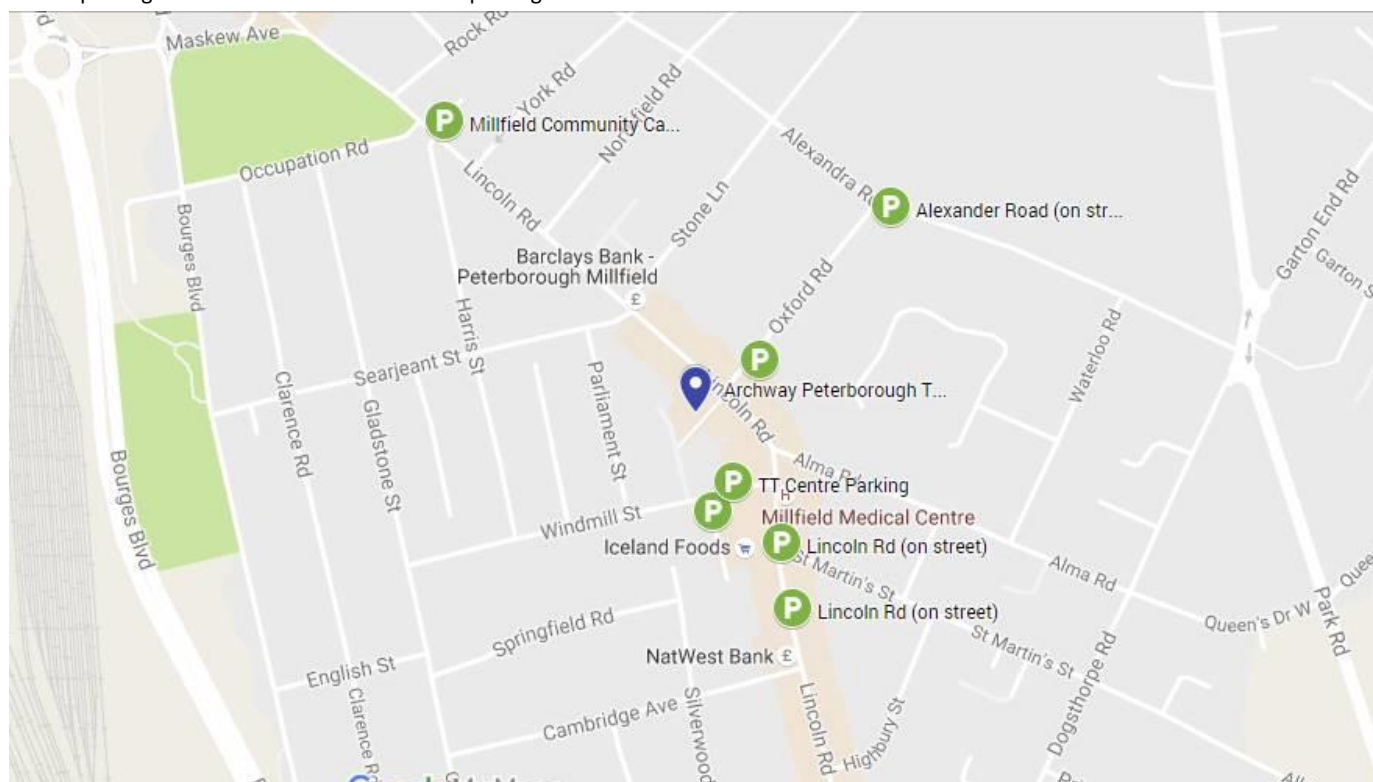 Maskew Ave
Rock Rd
York Rd
Northfield Rd
Millfield Community Ca...
Occupation Rd
Lincoln Rd
Stone Ln
Alexandra R
Alexander Road (on str...
Garton End Rd
Garton S
Bourges Blvd
Barclays Bank -
Peterborough Millfield
£
Oxford Rd
Harris St
Searjeant St
Parliament St
Waterloo Rd
Archway Peterborough T...
Lincoln Rd
Clarence Rd
Gladstone St
Alma Rd
TT Centre Parking
H
Millfield Medical Centre
Windmill St
Iceland Foods
Lincoln Rd (on street)
St Martin's St
Alma Rd
Bourges Blvd
Queen's Dr W
Quee
Park Rd
Lincoln Rd (on street)
Springfield Rd
St Martin's St
NatWest Bank
£
English St
Dogsthorpe Rd
Clarence Rd
Cambridge Ave
Silverwood
Lincoln Rd
Highbury St
P
P
P
P
P
P
P